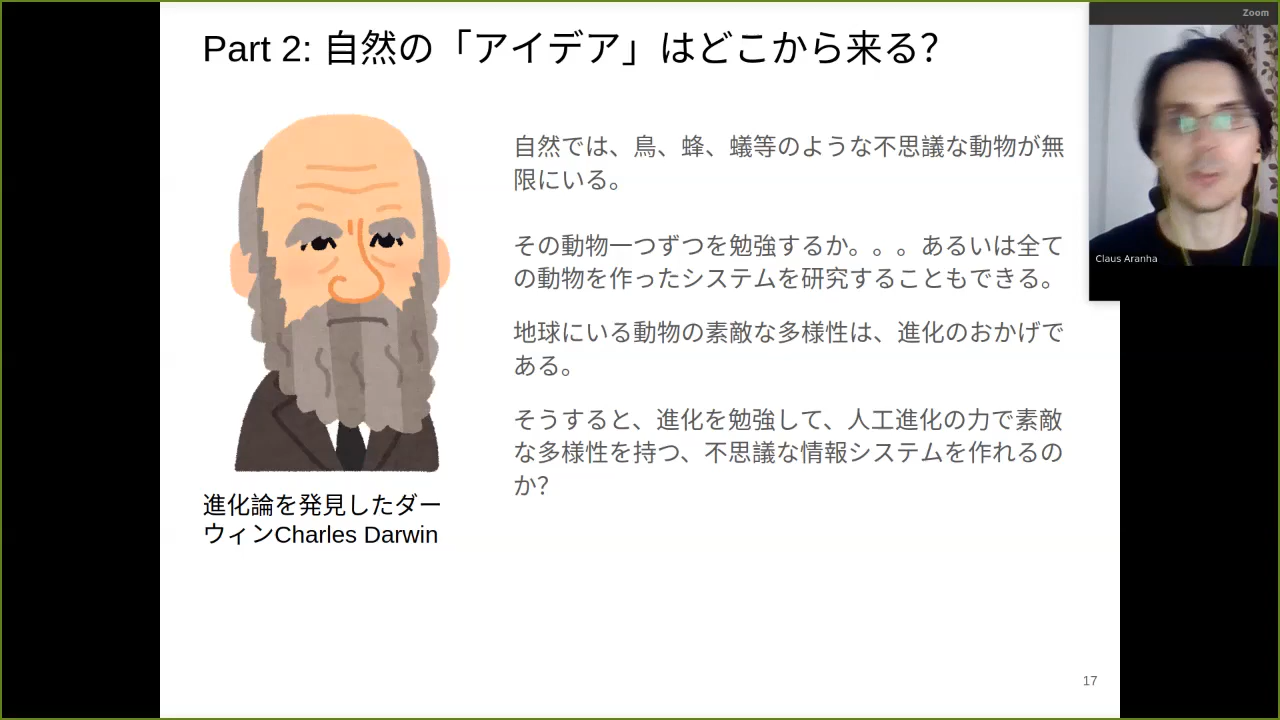 Part 2: 自然の「アイデア」はどこから来る?
Zoom
自然では、鳥、蜂、蟻等のような不思議な動物が無
限にいる。
その動物一つずつを勉強するか。。。あるいは全て
の動物を作ったシステムを研究することもできる。
Claus Aranha
地球にいる動物の素敵な多様性は、進化のおかげで
ある。
そうすると、進化を勉強して、人工進化の力で素敵
な多様性を持つ、不思議な情報システムを作れるの
か?
進化論を発見したダー
ウィンCharles Darwin
17